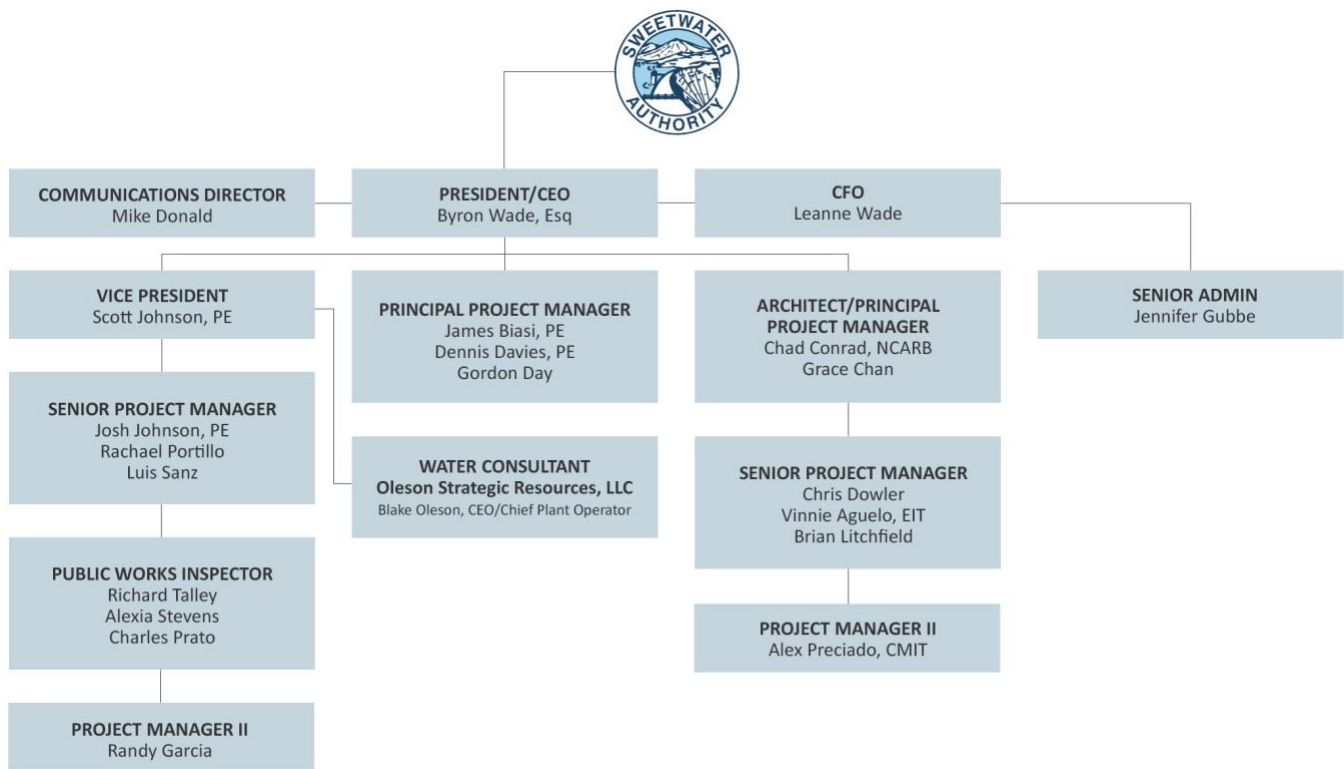 SWEETWATER
AUTHORITY
COMMUNICATIONS DIRECTOR
Mike Donald
PRESIDENT/CEO
Byron Wade, Esq
CFO
Leanne Wade
VICE PRESIDENT
Scott Johnson, PE
PRINCIPAL PROJECT MANAGER
James Biasi, PE
Dennis Davies, PE
Gordon Day
ARCHITECT/PRINCIPAL
PROJECT MANAGER
Chad Conrad, NCARB
Grace Chan
SENIOR ADMIN
Jennifer Gubbe
SENIOR PROJECT MANAGER
Josh Johnson, PE
Rachael Portillo
Luis Sanz
WATER CONSULTANT
Oleson Strategic Resources, LLC
Blake Oleson, CEO/Chief Plant Operator
SENIOR PROJECT MANAGER
Chris Dowler
Vinnie Aguelo, EIT
Brian Litchfield
PUBLIC WORKS INSPECTOR
Richard Talley
Alexia Stevens
Charles Prato
PROJECT MANAGER II
Alex Preciado, CMIT
PROJECT MANAGER II
Randy Garcia